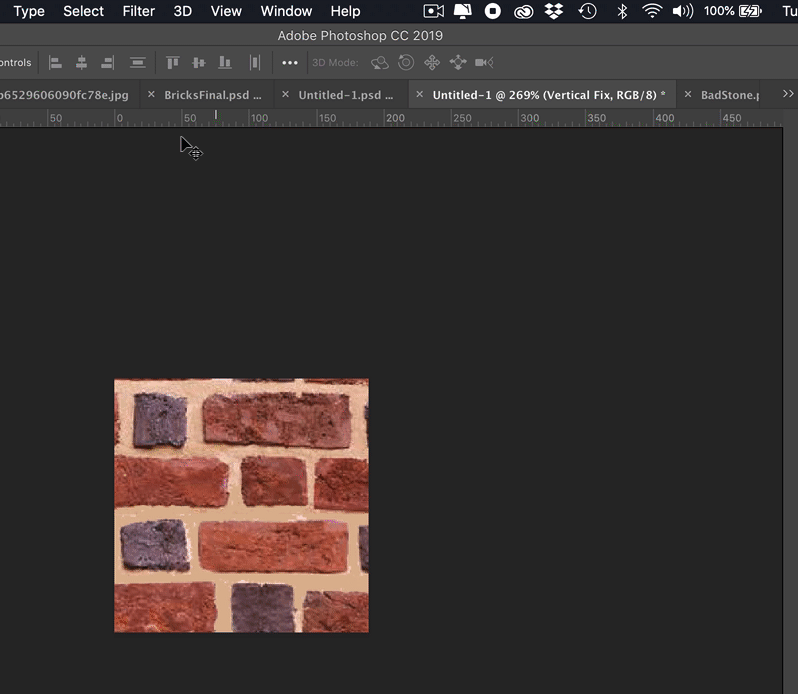 Type Select Filter 3D View Window Help 100% Tu
Adobe Photoshop CC 2019
ontrols 3D Mode:
b6529606090fc78e.jpg × BricksFinal.psd ... × Untitled-1.psd ... × Untitled-1 @ 269% (Vertical Fix, RGB/8) * × BadStone.p
50 0 50 100 150 200 250 300 350 400 450